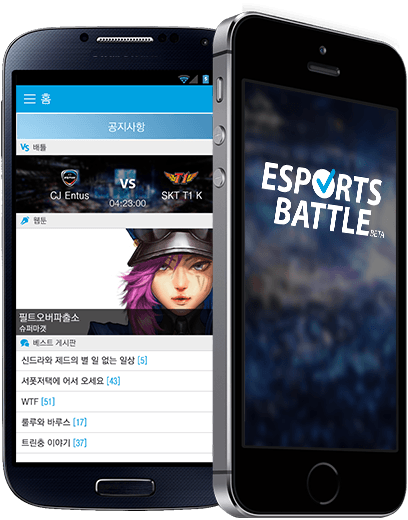 홈
공지사항
VS 배틀
CJ Entus
VS
SKT T1 K
04:23:00
웹툰
필트오버파출소
슈퍼마켓
베스트 게시판
신드라와 제드의 별 일 없는 일상 [5]
서폿저택에 어서 오세요 [43]
WTF [51]
룰루와 바루스 [17]
트린충 이야기 [37]
ESPORTS
BATTLE
BETA